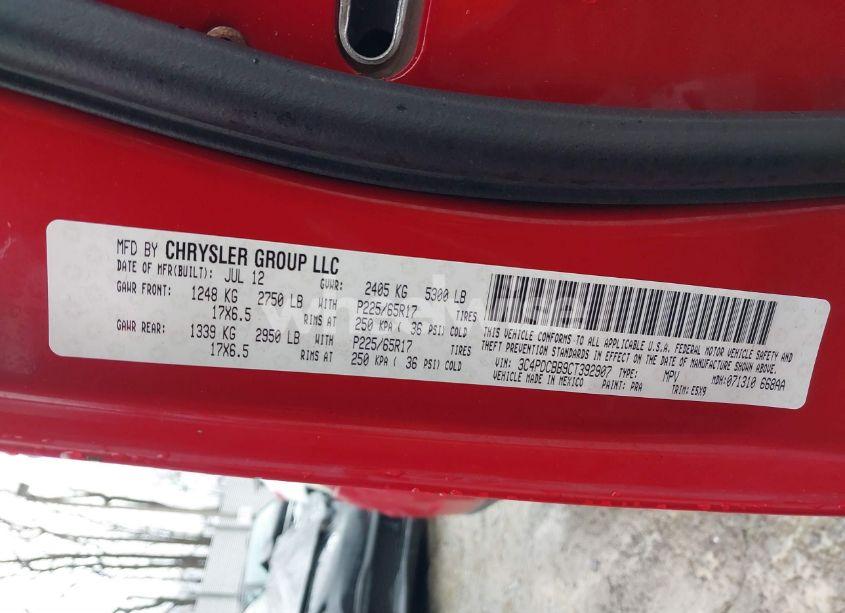 MFD BY CHRYSLER GROUP LLC
DATE OF MFR(BUILT): JUL 12 GVWR: 2405 KG 5300 LB
GAWR FRONT: 1248 KG 2750 LB WITH P225/65R17 TIRES
17X6.5 RIMS AT 250 KPA ( 36 PSI) COLD
GAWR REAR: 1339 KG 2950 LB WITH P225/65R17 TIRES
17X6.5 RIMS AT 250 KPA ( 36 PSI) COLD
THIS VEHICLE CONFORMS TO ALL APPLICABLE U.S.A. FEDERAL MOTOR VEHICLE SAFETY AND
THEFT PREVENTION STANDARDS IN EFFECT ON THE DATE OF MANUFACTURE SHOWN ABOVE.
VIN: 3C4PDCBB9CT392907 TYPE: MPV MDH: 071310 668AA
VEHICLE MADE IN MEXICO PAINT: PRA TRIM: E5X9